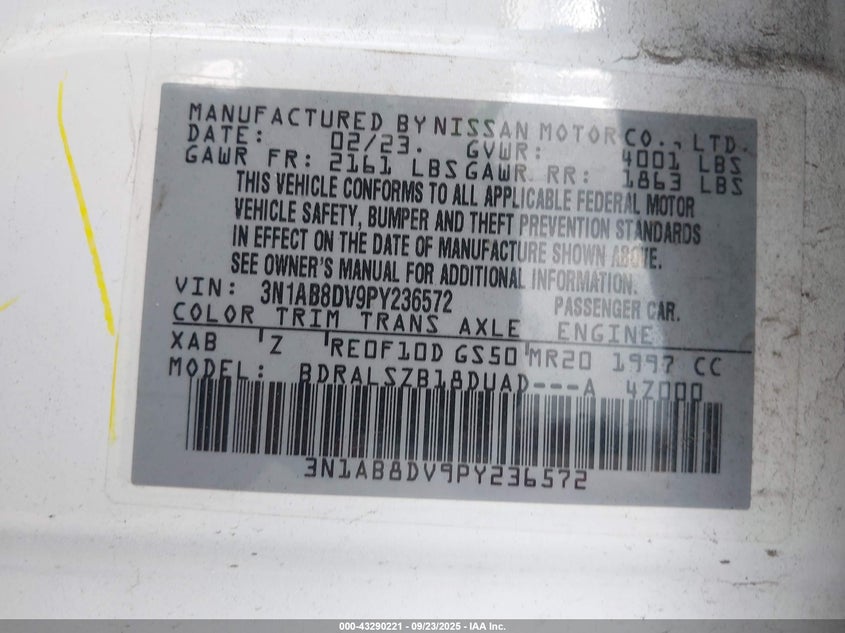 MANUFACTURED BY NISSAN MOTOR CO., LTD.
DATE: 02/23. GVWR: 4001 LBS
GAWR FR: 2161 LBS GAWR RR: 1863 LBS
THIS VEHICLE CONFORMS TO ALL APPLICABLE FEDERAL MOTOR
VEHICLE SAFETY, BUMPER AND THEFT PREVENTION STANDARDS
IN EFFECT ON THE DATE OF MANUFACTURE SHOWN ABOVE.
SEE OWNER'S MANUAL FOR ADDITIONAL INFORMATION.
VIN: 3N1AB8DV9PY236572 PASSENGER CAR.
COLOR TRIM TRANS AXLE ENGINE
XAB Z RE0F10D GS50 MR20 1997 CC
MODEL: BDRALSZB18DUAD---A 4Z000
3N1AB8DV9PY236572
000-43290221 - 09/23/2025 - IAA Inc.